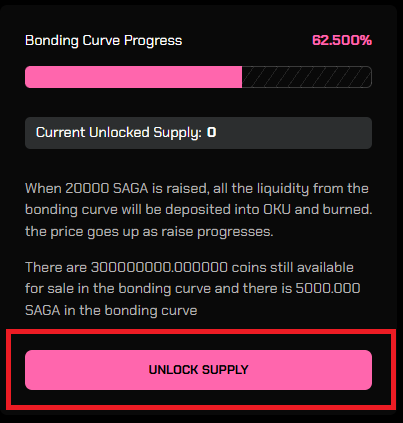 Bonding Curve Progress 62.500%
Current Unlocked Supply: 0
When 20000 SAGA is raised, all the liquidity from the
bonding curve will be deposited into OKU and burned.
the price goes up as raise progresses.
There are 300000000.000000 coins still available
for sale in the bonding curve and there is 5000.000
SAGA in the bonding curve
UNLOCK SUPPLY